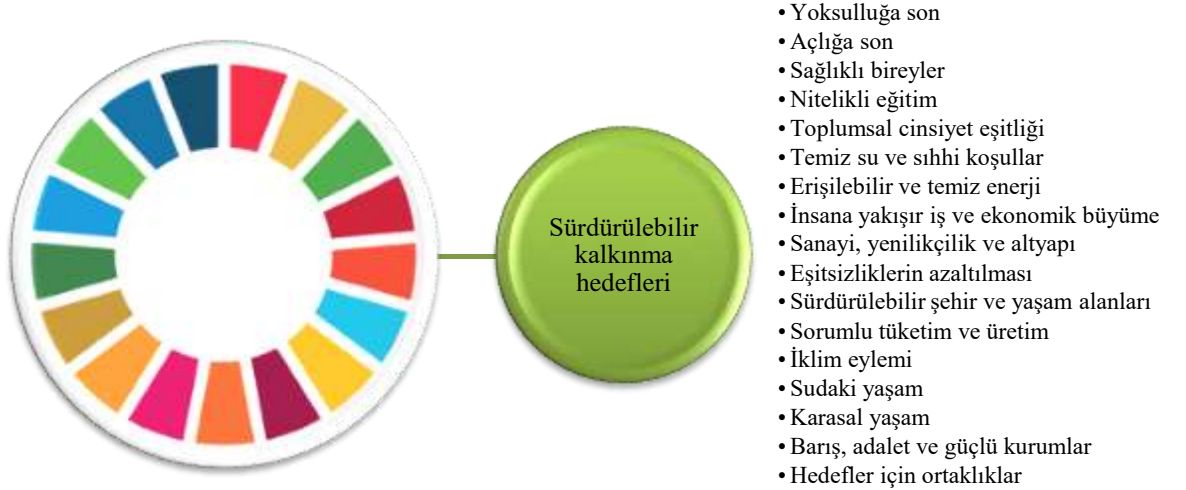 • Yoksulluğa son
• Açlığa son
• Sağlıklı bireyler
• Nitelikli eğitim
• Toplumsal cinsiyet eşitliği
• Temiz su ve sıhhi koşullar
• Erişilebilir ve temiz enerji
• İnsana yakışır iş ve ekonomik büyüme
• Sanayi, yenilikçilik ve altyapı
• Eşitsizliklerin azaltılması
• Sürdürülebilir şehir ve yaşam alanları
• Sorumlu tüketim ve üretim
• İklim eylemi
• Sudaki yaşam
• Karasal yaşam
• Barış, adalet ve güçlü kurumlar
• Hedefler için ortaklıklar
Sürdürülebilir
kalkınma
hedefleri